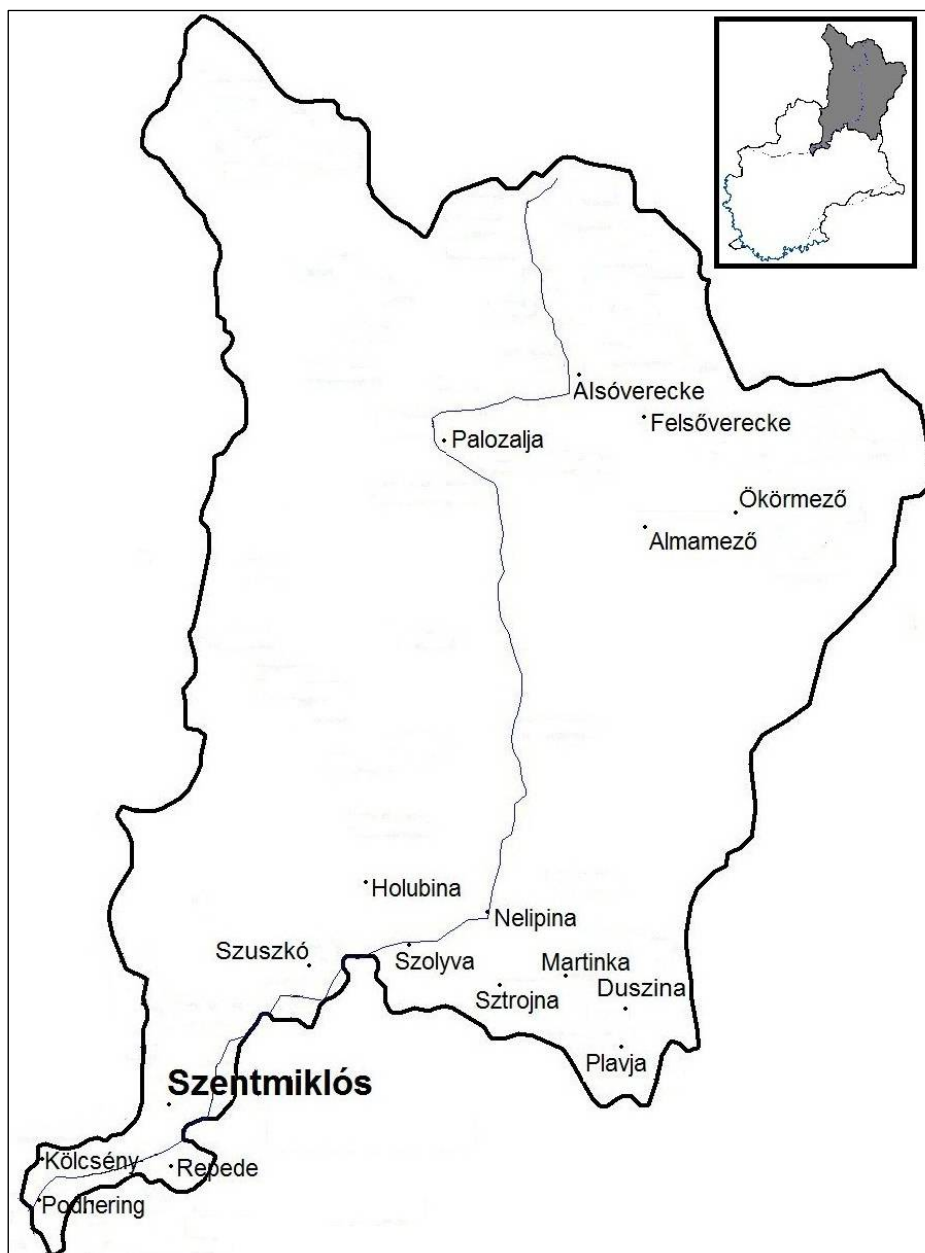 Alsóverecke
Felsőverecke
Palozalja
Ökörmező
Almamező
Holubina
Nelipina
Szuszkó
Szolyva
Martinka
Sztrojna
Duszina
Plavja
Szentmiklós
Kölcsény
Repede
Podhering